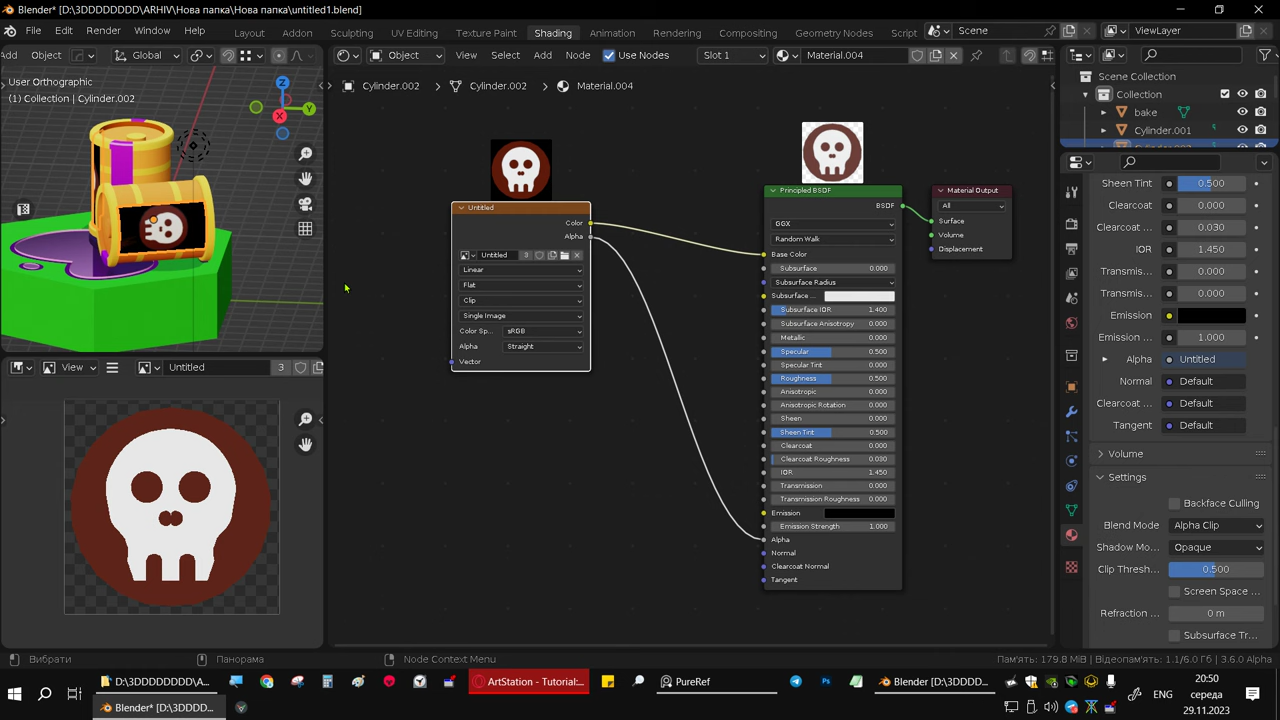 Blender* [D:\3DDDDDDDD\ARHIV\Нова папка\Нова папка\untitled1.blend]
File Edit Render Window Help Layout Modeling Sculpting UV Editing Texture Paint Shading Animation Rendering Compositing Geometry Nodes Scene ViewLayer
Add Object Global Object View Select Add Node Use Nodes Slot 1 Material.004
User Orthographic
(1) Collection | Cylinder.002
Cylinder.002 > Cylinder.002 > Material.004
Z
Y
X
Scene Collection
Collection
bake
Cylinder.001
Untitled
Color
Alpha
Untitled 3
Linear
Flat
Clip
Single Image
Color Sp... sRGB
Alpha Straight
Vector
Principled BSDF
BSDF
GGX
Random Walk
Base Color
Subsurface 0.000
Subsurface Radius
Subsurface ...
Subsurface IOR 1.400
Subsurface Anisotropy 0.000
Metallic 0.000
Specular 0.500
Specular Tint 0.000
Roughness 0.500
Anisotropic 0.000
Anisotropic Rotation 0.000
Sheen 0.000
Sheen Tint 0.500
Clearcoat 0.000
Clearcoat Roughness 0.030
IOR 1.450
Transmission 0.000
Transmission Roughness 0.000
Emission
Emission Strength 1.000
Alpha
Normal
Clearcoat Normal
Tangent
Material Output
All
Surface
Volume
Displacement
Sheen Tint 0.500
Clearcoat 0.000
Clearcoat ... 0.030
IOR 1.450
Transmis... 0.000
Transmis... 0.000
Emission
Emission ... 1.000
Alpha Untitled
Normal Default
Clearcoat ... Default
Tangent Default
Volume
Settings
Backface Culling
Blend Mode Alpha Clip
Shadow Mo... Opaque
Clip Thresh... 0.500
Screen Space ...
Refraction ... 0 m
Subsurface Tr...
View Untitled 3
Вибрати Панорама Node Context Menu Пам'ять: 179.8 MiB | Відеопам'ять: 1.1/6.0 Гі | 3.6.0 Alpha
D:\3DDDDDDDD\A... ArtStation - Tutorial:... PureRef Blender [D:\3DDDD...
Blender* [D:\3DDD...
ENG
20:50
середа
29.11.2023